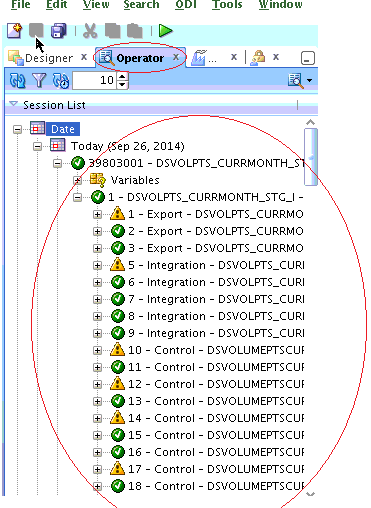 File Edit View Search ODI Tools Window
Designer x Operator x ... x x
10
Session List
Date
Today (Sep 26, 2014)
39803001 - DSVOLPTS_CURRMONTH_ST
Variables
1 - DSVOLPTS_CURRMONTH_STG_I -
1 - Export - DSVOLPTS_CURRMO
2 - Export - DSVOLPTS_CURRMO
3 - Export - DSVOLPTS_CURRMO
5 - Integration - DSVOLPTS_CURI
6 - Integration - DSVOLPTS_CURI
7 - Integration - DSVOLPTS_CURI
8 - Integration - DSVOLPTS_CURI
9 - Integration - DSVOLPTS_CURI
10 - Control - DSVOLUMEPTSCUF
11 - Control - DSVOLUMEPTSCUF
12 - Control - DSVOLUMEPTSCUF
13 - Control - DSVOLUMEPTSCUF
14 - Control - DSVOLUMEPTSCUF
15 - Control - DSVOLUMEPTSCUF
16 - Control - DSVOLUMEPTSCUF
17 - Control - DSVOLUMEPTSCUF
18 - Control - DSVOLUMEPTSCUF